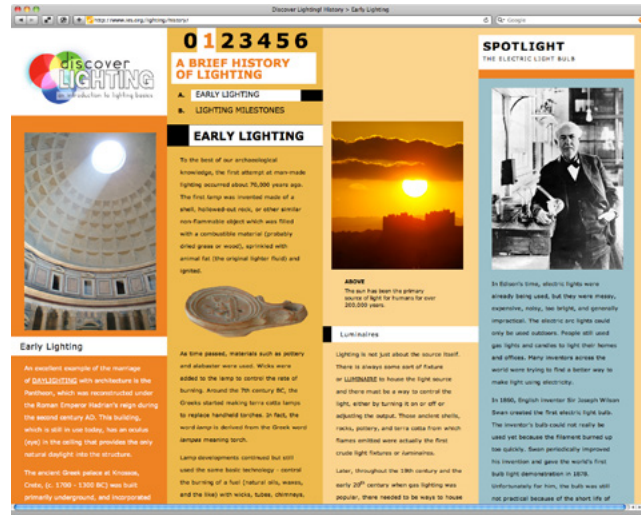 Discover Lighting! History > Early Lighting
http://www.ies.org/lighting/history/
Google
discover
LIGHTING
an introduction to lighting basics
Early Lighting
An excellent example of the marriage
of DAYLIGHTING with architecture is the
Pantheon, which was reconstructed under
the Roman Emperor Hadrian's reign during
the second century AD. This building,
which is still in use today, has an oculus
(eye) in the ceiling that provides the only
natural daylight into the structure.
The ancient Greek palace at Knossos,
Crete, (c. 1700 - 1300 BC) was built
primarily underground, and incorporated
0 1 2 3 4 5 6
A BRIEF HISTORY
OF LIGHTING
A. EARLY LIGHTING
B. LIGHTING MILESTONES
EARLY LIGHTING
To the best of our archaeological
knowledge, the first attempt at man-made
lighting occurred about 70,000 years ago.
The first lamp was invented made of a
shell, hollowed-out rock, or other similar
non-flammable object which was filled
with a combustible material (probably
dried grass or wood), sprinkled with
animal fat (the original lighter fluid) and
ignited.
As time passed, materials such as pottery
and alabaster were used. Wicks were
added to the lamp to control the rate of
burning. Around the 7th century BC, the
Greeks started making terra cotta lamps
to replace handheld torches. In fact, the
word lamp is derived from the Greek word
lampas meaning torch.
Lamp developments continued but still
used the same basic technology - control
the burning of a fuel (natural oils, waxes,
and the like) with wicks, tubes, chimneys,
ABOVE
The sun has been the primary
source of light for humans for over
200,000 years.
Luminaires
Lighting is not just about the source itself.
There is always some sort of fixture
or LUMINAIRE to house the light source
and there must be a way to control the
light, either by turning it on or off or
adjusting the output. Those ancient shells,
rocks, pottery, and terra cotta from which
flames omitted were actually the first
crude light fixtures or luminaires.
Later, throughout the 18th century and the
early 20th century when gas lighting was
popular, there needed to be ways to house
SPOTLIGHT
THE ELECTRIC LIGHT BULB
In Edison's time, electric lights were
already being used, but they were messy,
expensive, noisy, too bright, and generally
impractical. The electric arc lights could
only be used outdoors. People still used
gas lights and candles to light their homes
and offices. Many inventors across the
world were trying to find a better way to
make light using electricity.
In 1860, English inventor Sir Joseph Wilson
Swan created the first electric light bulb.
The inventor's bulb could not really be
used yet because the filament burned up
too quickly. Swan periodically improved
his invention and gave the world's first
bulb light demonstration in 1878.
Unfortunately for him, the bulb was still
not practical because of the short life of